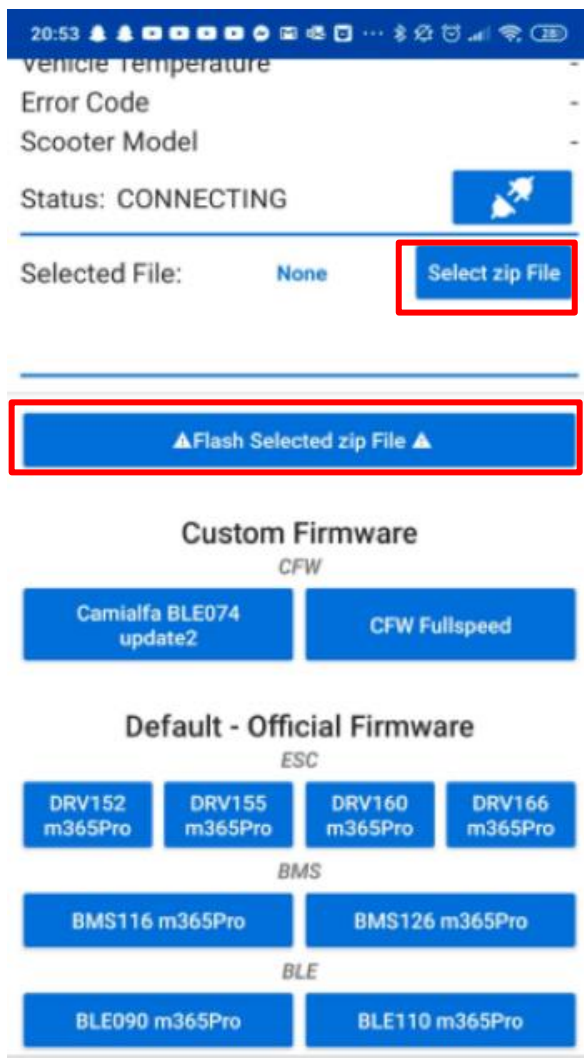 20:53 28
Vehicle Temperature -
Error Code -
Scooter Model -
Status: CONNECTING
Selected File: None Select zip File
⚠Flash Selected zip File ⚠
Custom Firmware
CFW
Camialfa BLE074
update2
CFW Fullspeed
Default - Official Firmware
ESC
DRV152
m365Pro
DRV155
m365Pro
DRV160
m365Pro
DRV166
m365Pro
BMS
BMS116 m365Pro BMS126 m365Pro
BLE
BLE090 m365Pro BLE110 m365Pro